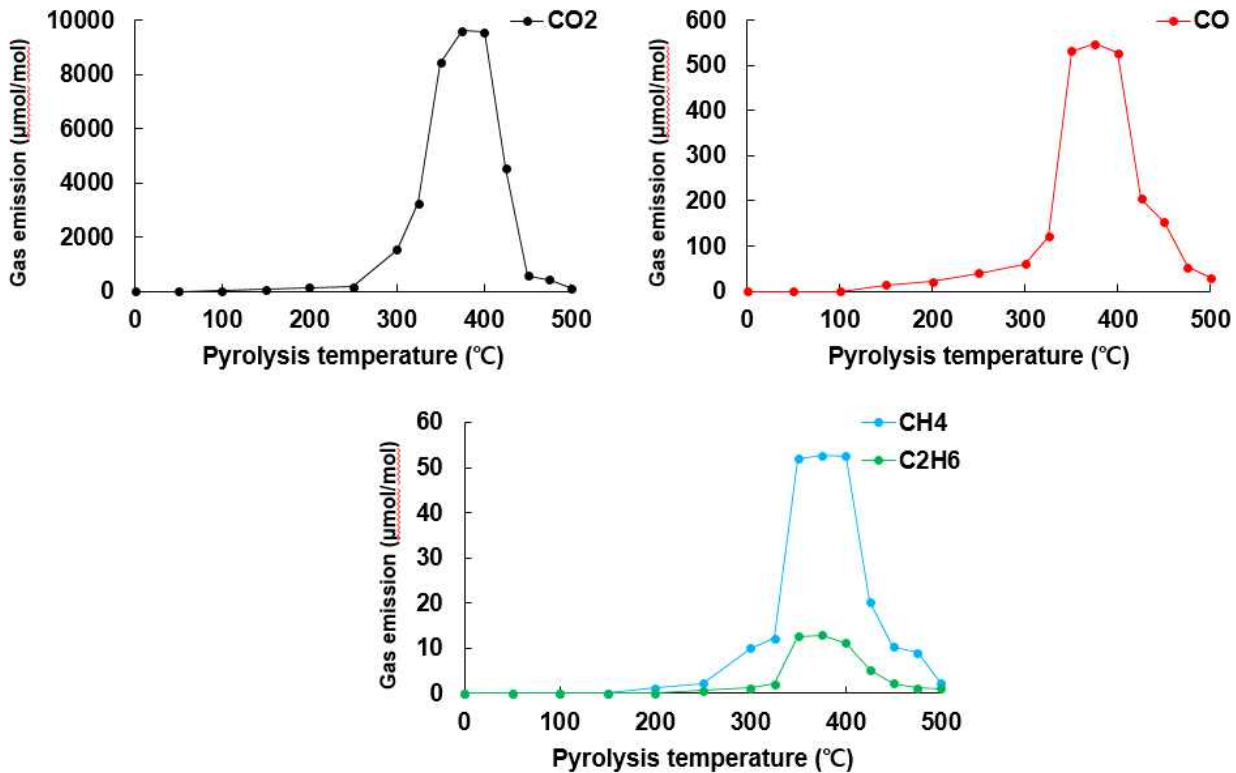 CO2
10000
8000
6000
4000
2000
0
Gas emission (µmol/mol)
0 100 200 300 400 500
Pyrolysis temperature (℃)
CO
600
500
400
300
200
100
0
Gas emission (µmol/mol)
0 100 200 300 400 500
Pyrolysis temperature (℃)
CH4
C2H6
60
50
40
30
20
10
0
Gas emission (µmol/mol)
0 100 200 300 400 500
Pyrolysis temperature (℃)